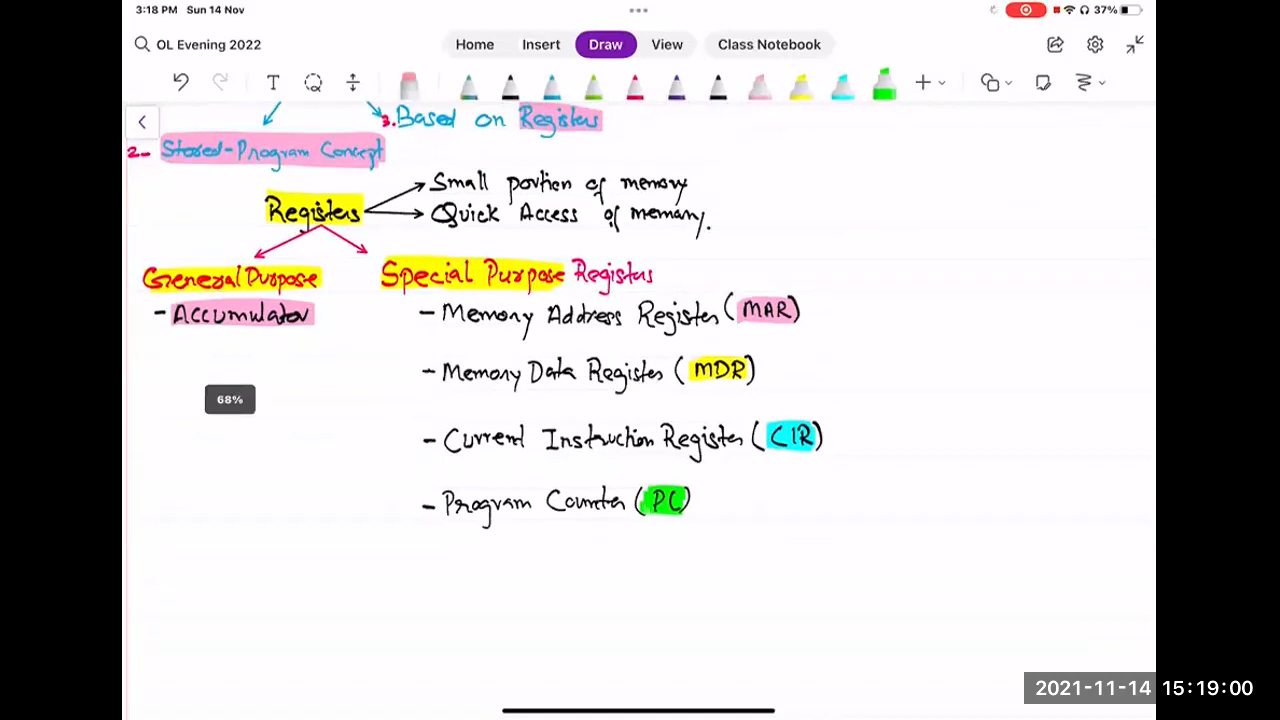 3:18 PM Sun 14 Nov
37%
OL Evening 2022
Home Insert Draw View Class Notebook
T
3. Based on Registers
2- Stored-Program Concept
Small portion of memory
Registers
Quick Access of memory.
General Purpose Special Purpose Registers
- Accumulator
- Memory Address Register (MAR)
- Memory Data Register (MDR)
68%
- Current Instruction Register (CIR)
- Program Counter (PC)
2021-11-14 15:19:00